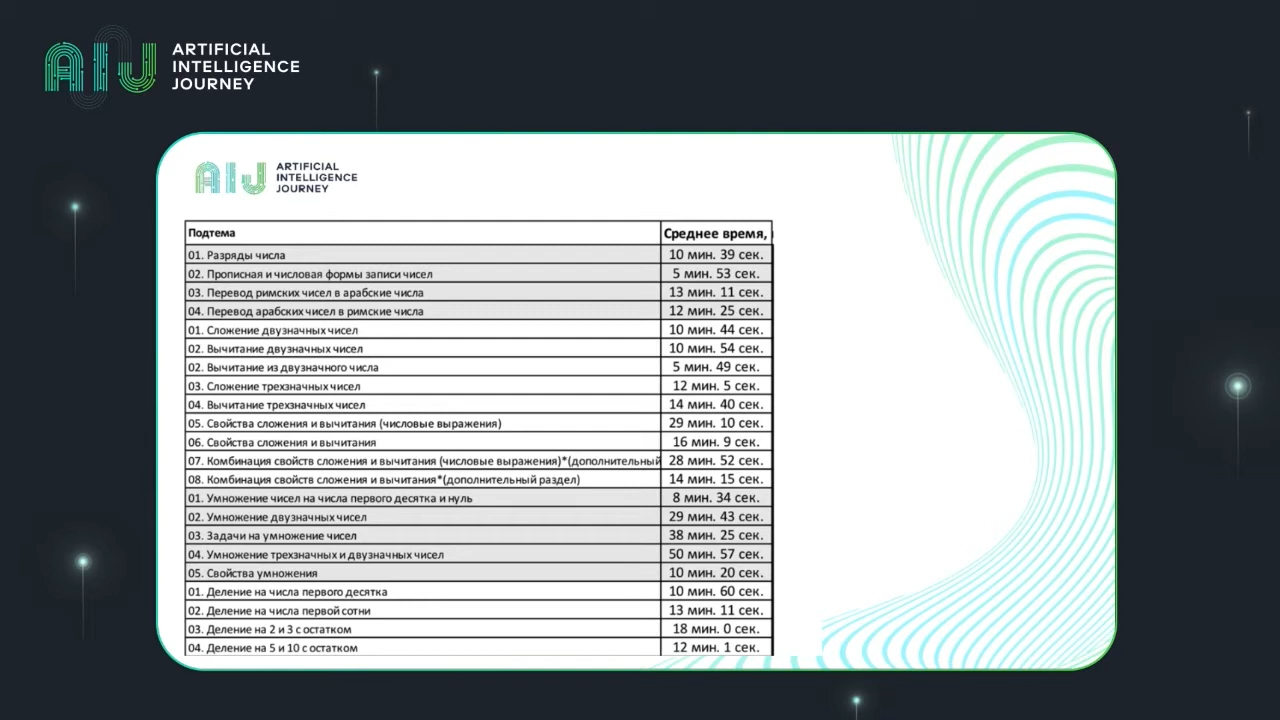 ARTIFICIAL
INTELLIGENCE
JOURNEY
ARTIFICIAL
INTELLIGENCE
JOURNEY
Подтема Среднее время,
01. Разряды числа 10 мин. 39 сек.
02. Прописная и числовая формы записи чисел 5 мин. 53 сек.
03. Перевод римских чисел в арабские числа 13 мин. 11 сек.
04. Перевод арабских чисел в римские числа 12 мин. 25 сек.
01. Сложение двузначных чисел 10 мин. 44 сек.
02. Вычитание двузначных чисел 10 мин. 54 сек.
02. Вычитание из двузначного числа 5 мин. 49 сек.
03. Сложение трехзначных чисел 12 мин. 5 сек.
04. Вычитание трехзначных чисел 14 мин. 40 сек.
05. Свойства сложения и вычитания (числовые выражения) 29 мин. 10 сек.
06. Свойства сложения и вычитания 16 мин. 9 сек.
07. Комбинация свойств сложения и вычитания (числовые выражения)*(дополнительный 28 мин. 52 сек.
08. Комбинация свойств сложения и вычитания*(дополнительный раздел) 14 мин. 15 сек.
01. Умножение чисел на числа первого десятка и нуль 8 мин. 34 сек.
02. Умножение двузначных чисел 29 мин. 43 сек.
03. Задачи на умножение чисел 38 мин. 25 сек.
04. Умножение трехзначных и двузначных чисел 50 мин. 57 сек.
05. Свойства умножения 10 мин. 20 сек.
01. Деление на числа первого десятка 10 мин. 60 сек.
02. Деление на числа первой сотни 13 мин. 11 сек.
03. Деление на 2 и 3 с остатком 18 мин. 0 сек.
04. Деление на 5 и 10 с остатком 12 мин. 1 сек.